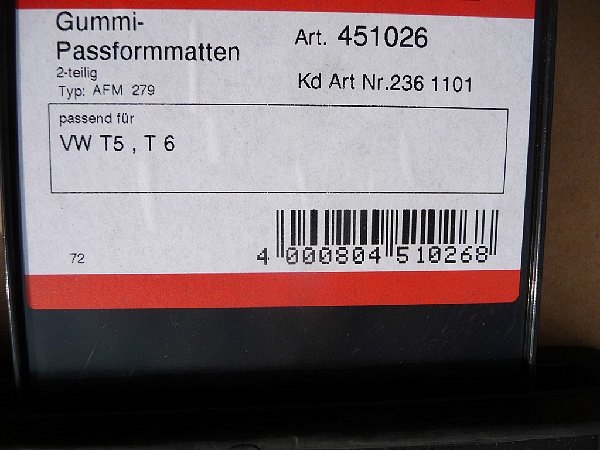 Gummi-
Passformmatten
2-teilig
Typ: AFM 279
Art. 451026
Kd Art Nr.236 1101
passend für
VW T5 , T 6
72
4 000804 510268